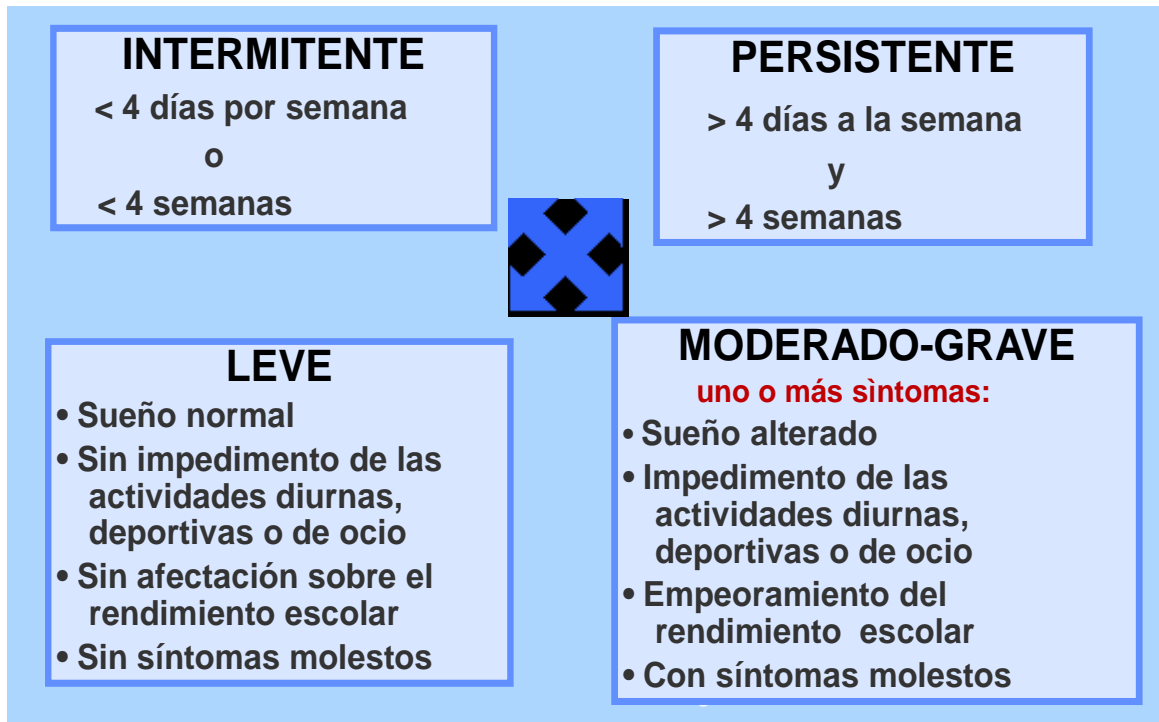 INTERMITENTE
< 4 días por semana
o
< 4 semanas
PERSISTENTE
> 4 días a la semana
y
> 4 semanas
LEVE
• Sueño normal
• Sin impedimento de las
actividades diurnas,
deportivas o de ocio
• Sin afectación sobre el
rendimiento escolar
• Sin síntomas molestos
MODERADO-GRAVE
uno o más sìntomas:
• Sueño alterado
• Impedimento de las
actividades diurnas,
deportivas o de ocio
• Empeoramiento del
rendimiento escolar
• Con síntomas molestos